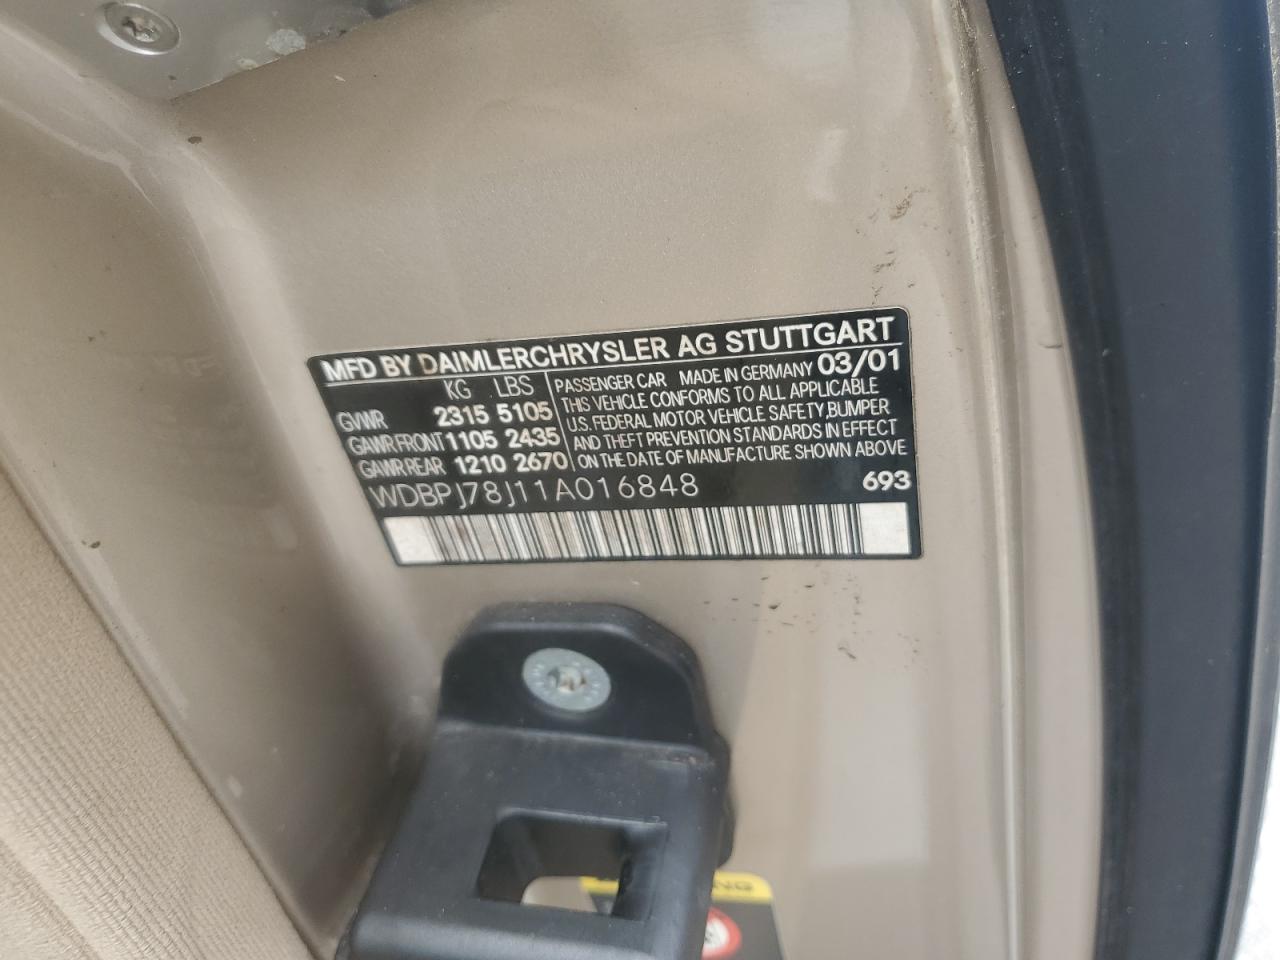 MFD BY DAIMLERCHRYSLER AG STUTTGART
KG LBS
GVWR 2315 5105
GAWR FRONT 1105 2435
GAWR REAR 1210 2670
PASSENGER CAR MADE IN GERMANY 03/01
THIS VEHICLE CONFORMS TO ALL APPLICABLE
U.S. FEDERAL MOTOR VEHICLE SAFETY, BUMPER
AND THEFT PREVENTION STANDARDS IN EFFECT
ON THE DATE OF MANUFACTURE SHOWN ABOVE
WDBPJ78J11A016848 693